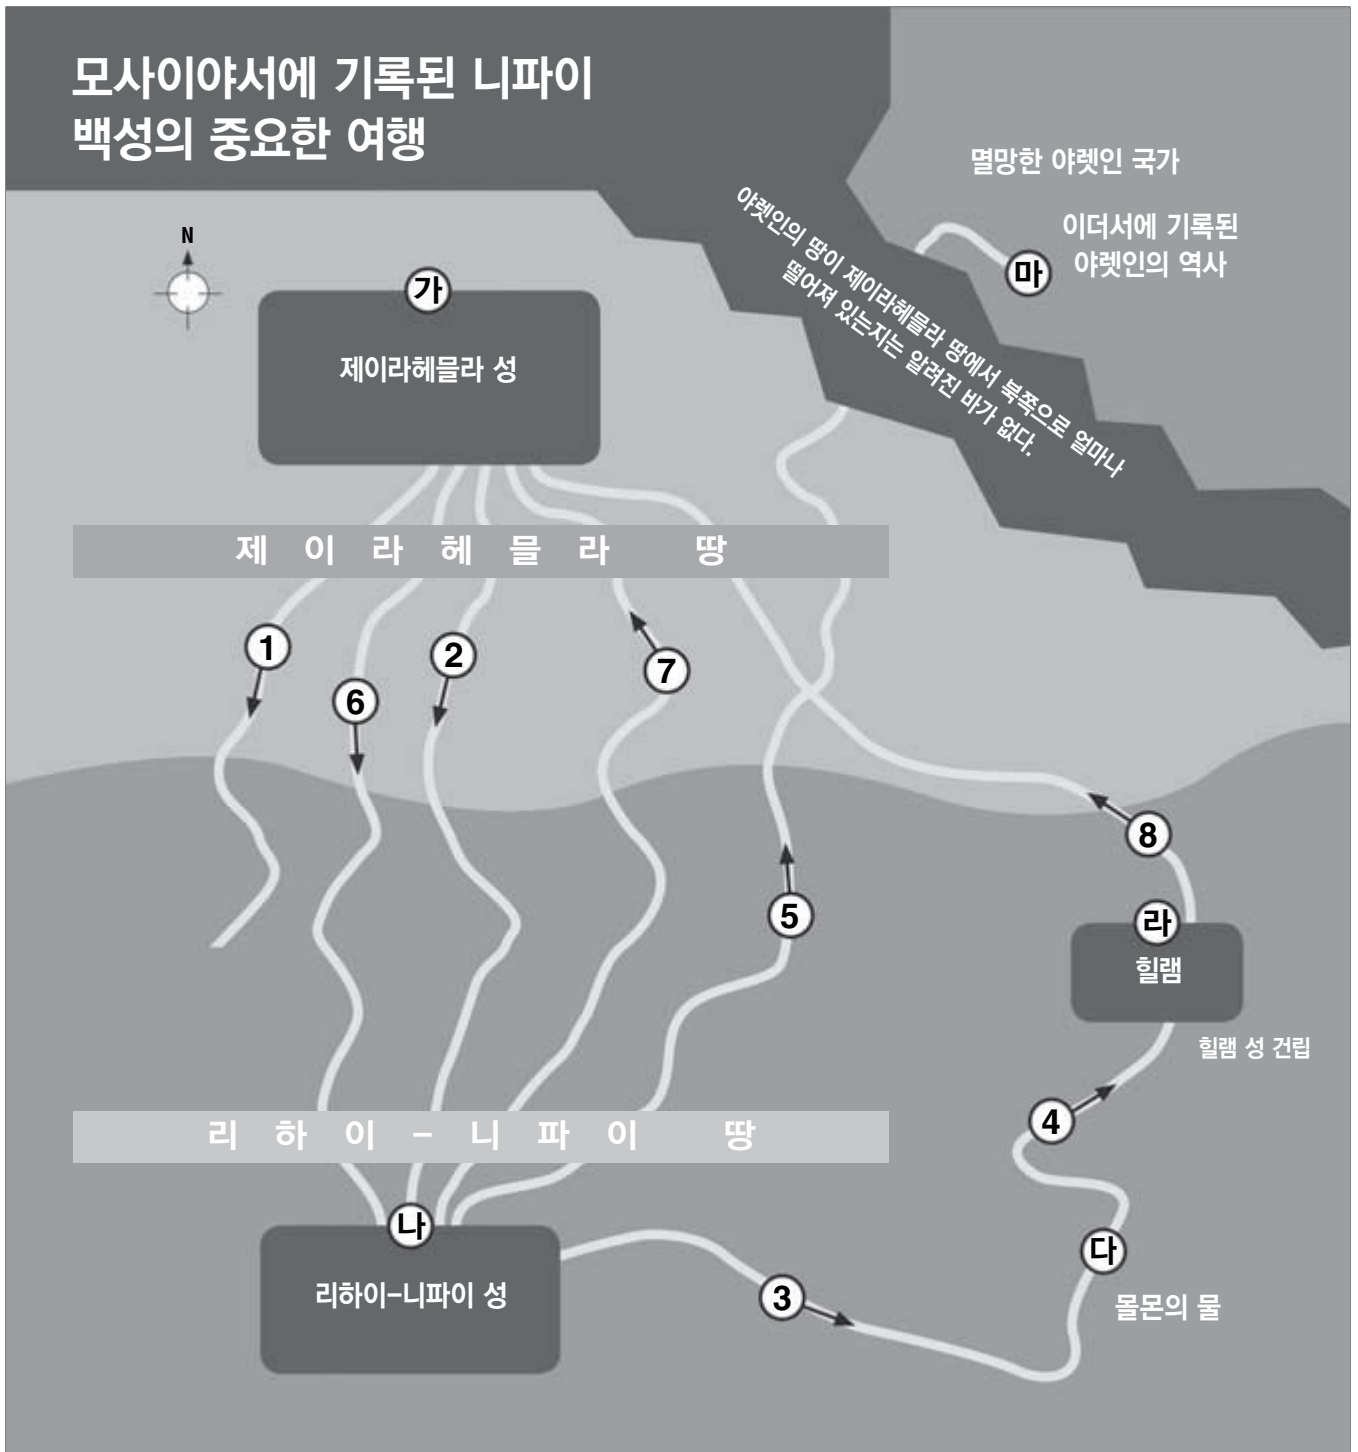 모사이야서에 기록된 니파이
백성의 중요한 여행
멸망한 야렛인 국가
이더서에 기록된
야렛인의 역사
마
야렛인의 땅이 제이라헤믈라 땅에서 북쪽으로 얼마나
떨어져 있는지는 알려진 바가 없다.
N
가
제이라헤믈라 성
제 이 라 헤 믈 라 땅
1
6
2
7
8
5
라
힐램
힐램 성 건립
4
리 하 이 – 니 파 이 땅
나
리하이–니파이 성
3
다
몰몬의 물